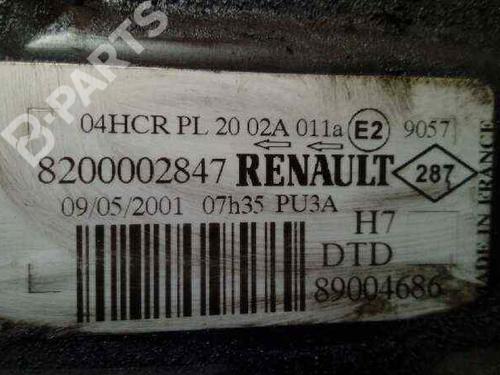 B-PARTS
04HCR PL 20 02A 011a E2 9057
8200002847 RENAULT 287
09/05/2001 07h35 PU3A
H7
DTD
89004686
MADE IN FRANCE